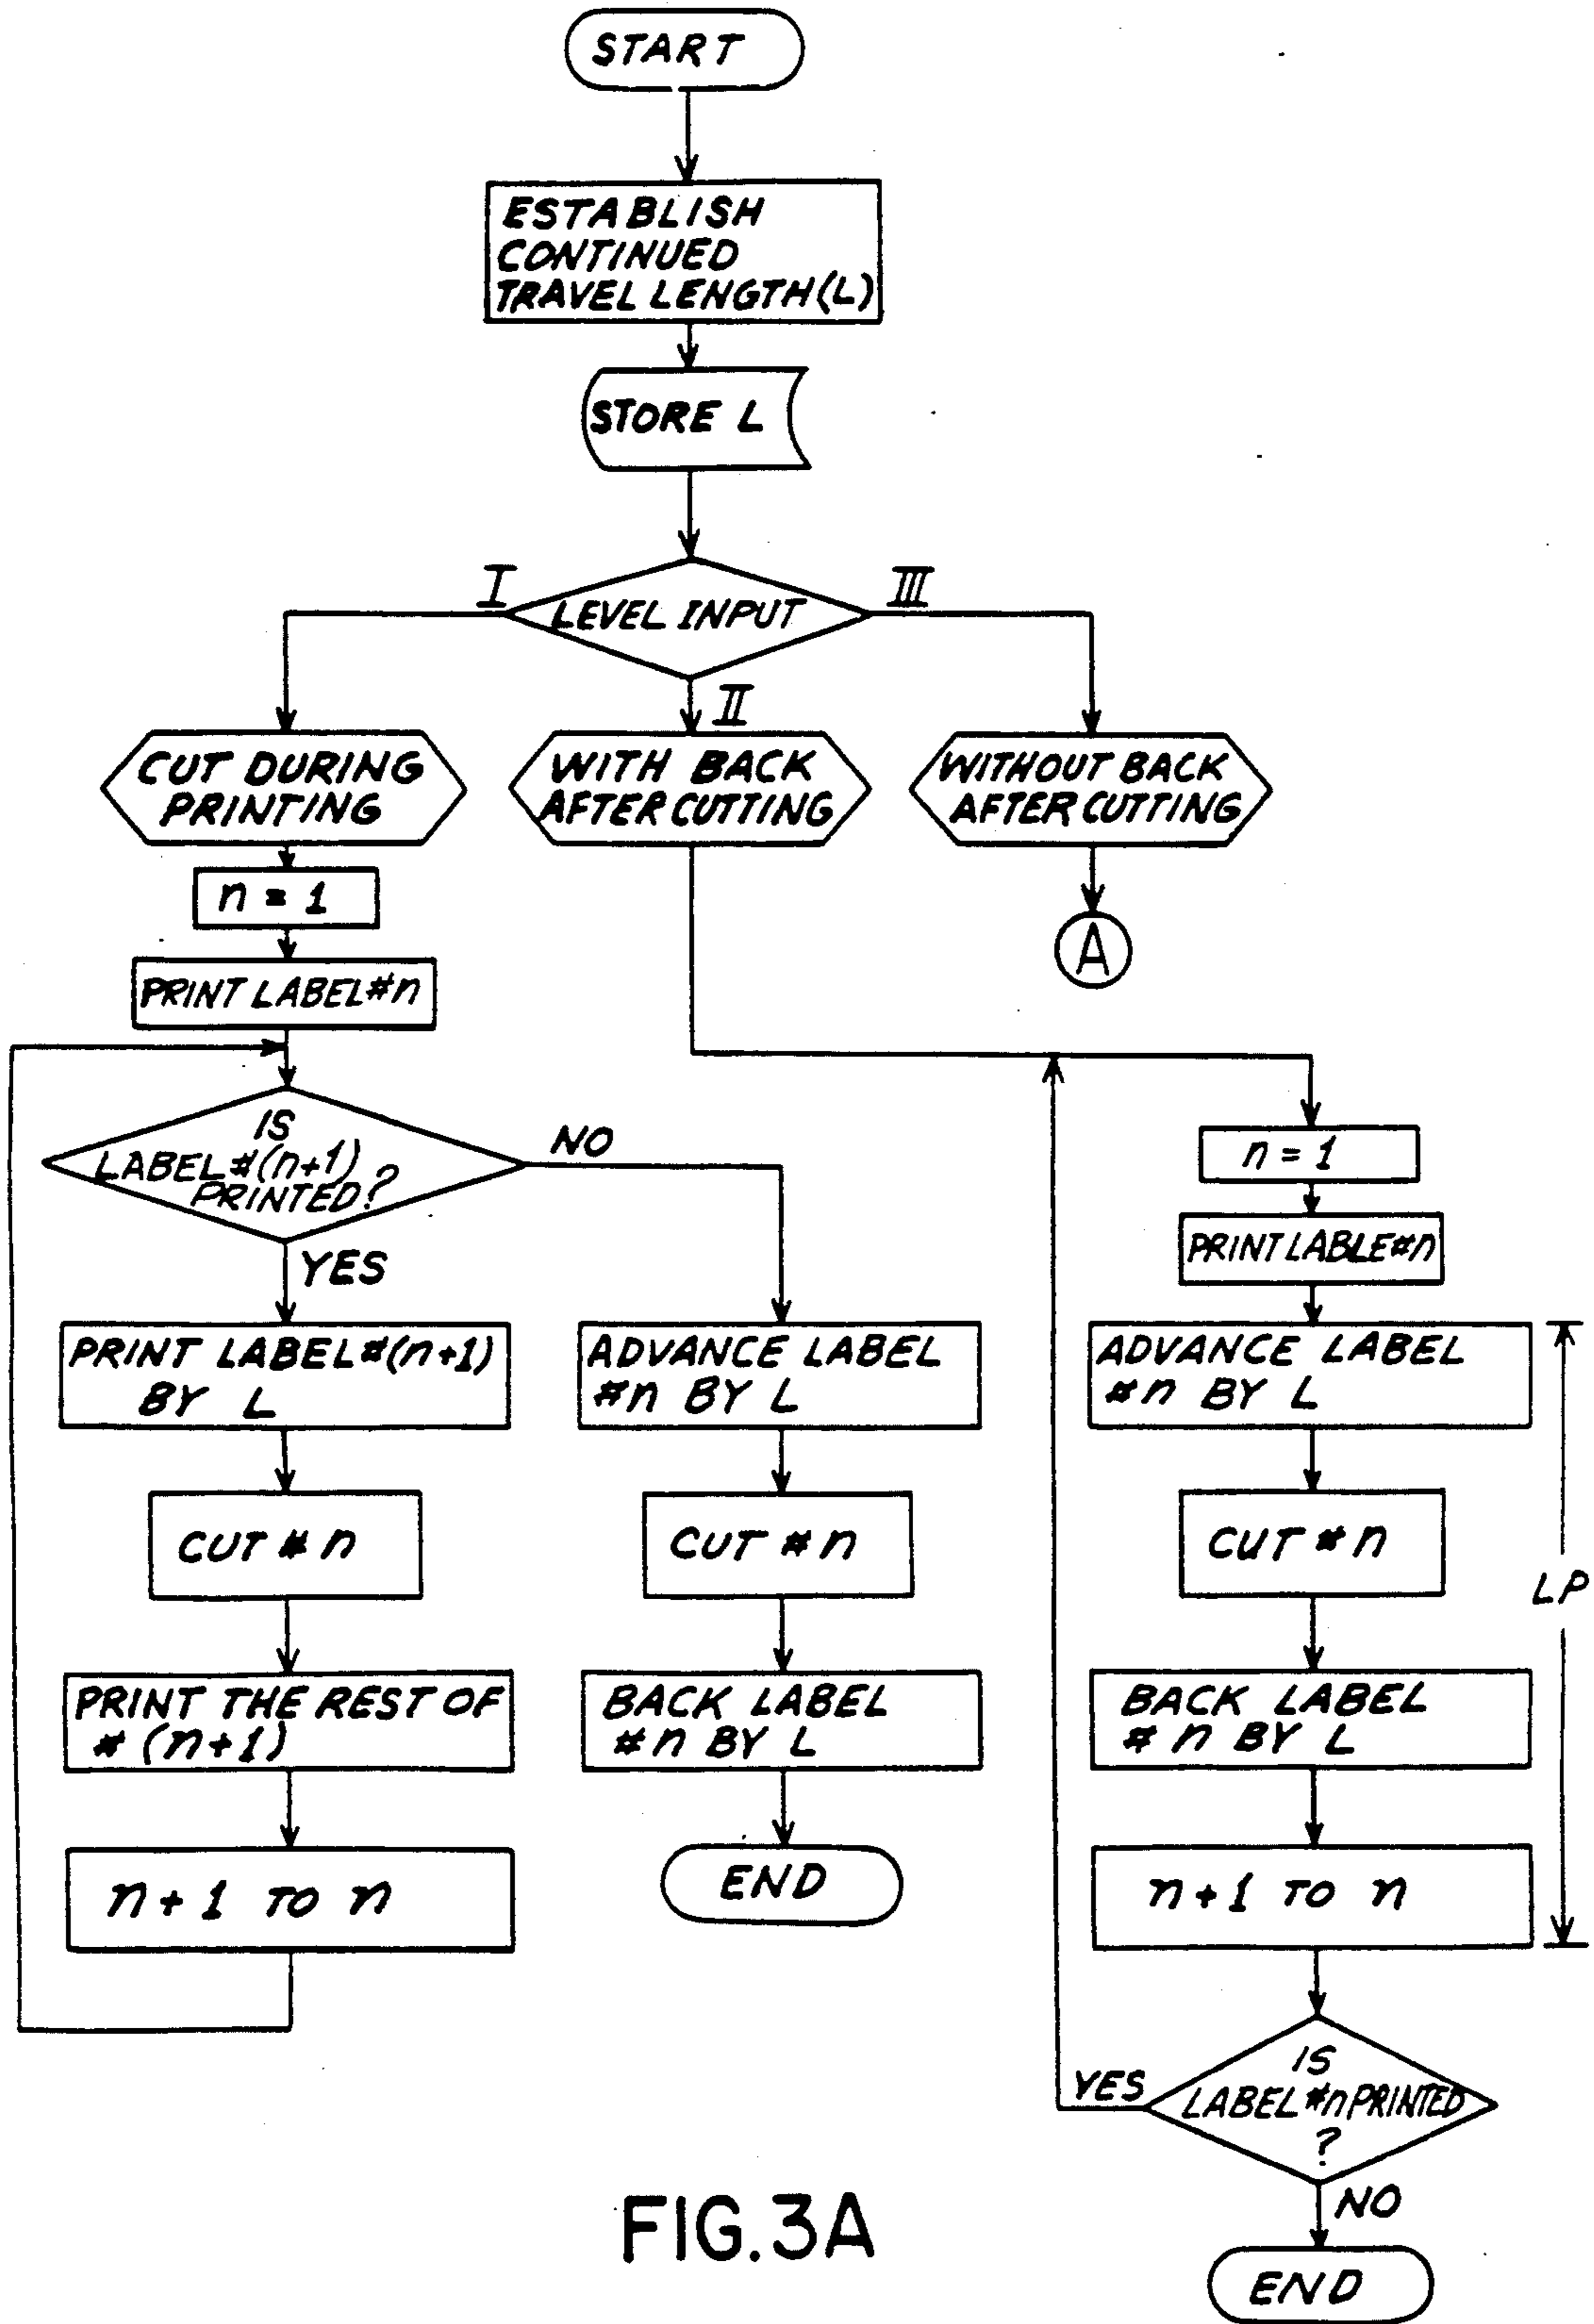 START
ESTABLISH
CONTINUED
TRAVEL LENGTH(L)
STORE L
LEVEL INPUT
I
II
III
CUT DURING
PRINTING
n = 1
PRINT LABEL#n
IS
LABEL#(n+1)
PRINTED?
YES
NO
PRINT LABEL#(n+1)
BY L
CUT # n
PRINT THE REST OF
# (n+1)
n + 1 TO n
ADVANCE LABEL
#n BY L
CUT #n
BACK LABEL
#n BY L
END
WITH BACK
AFTER CUTTING
n = 1
PRINT LABLE#n
ADVANCE LABEL
#n BY L
CUT #n
BACK LABEL
# n BY L
n + 1 TO n
LP
IS
LABEL #n PRINTED
?
YES
NO
END
WITHOUT BACK
AFTER CUTTING
A
FIG.3A